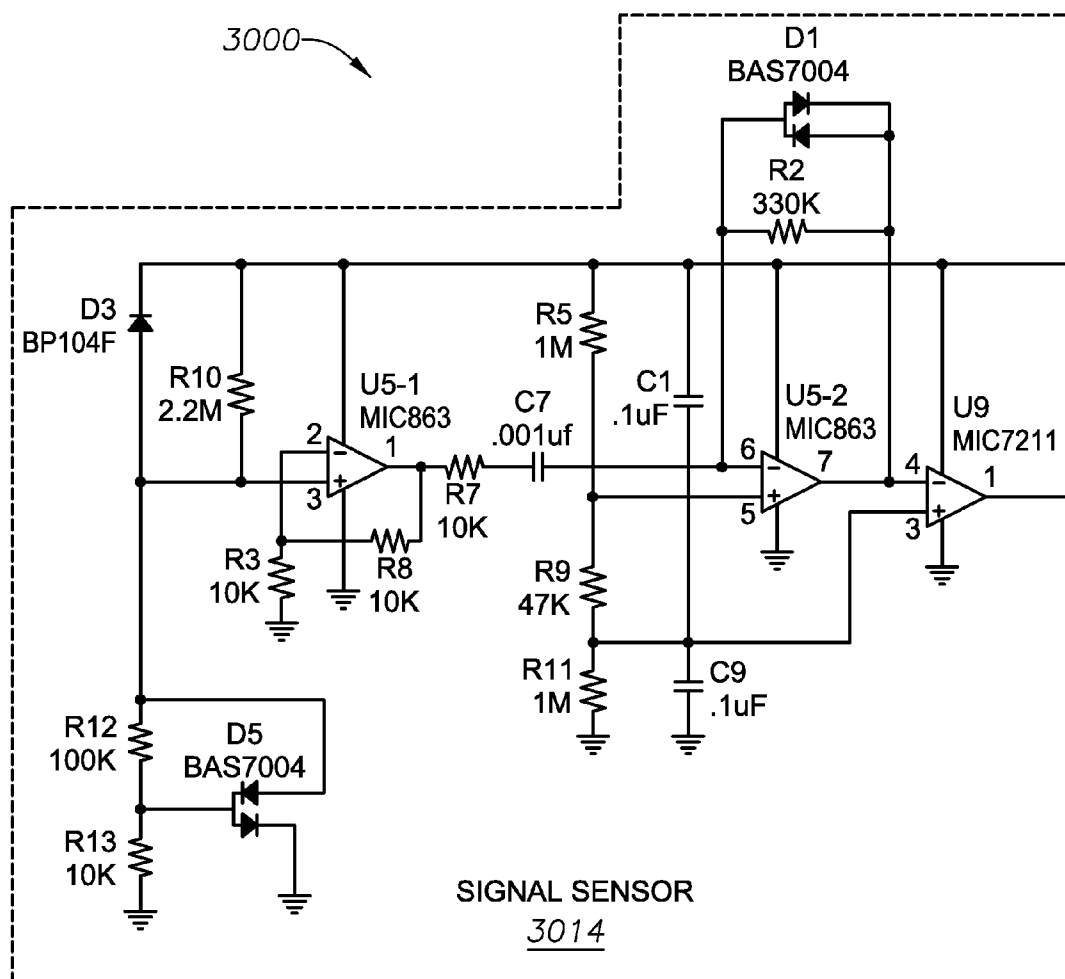 3000
D1
BAS7004
R2
330K
D3
BP104F
R10
2.2M
U5-1
MIC863
2
3
1
R7
10K
C7
.001uf
R3
10K
R8
10K
R5
1M
C1
.1uF
U5-2
MIC863
6
5
7
U9
MIC7211
4
3
1
R9
47K
R11
1M
C9
.1uF
R12
100K
D5
BAS7004
R13
10K
SIGNAL SENSOR
3014